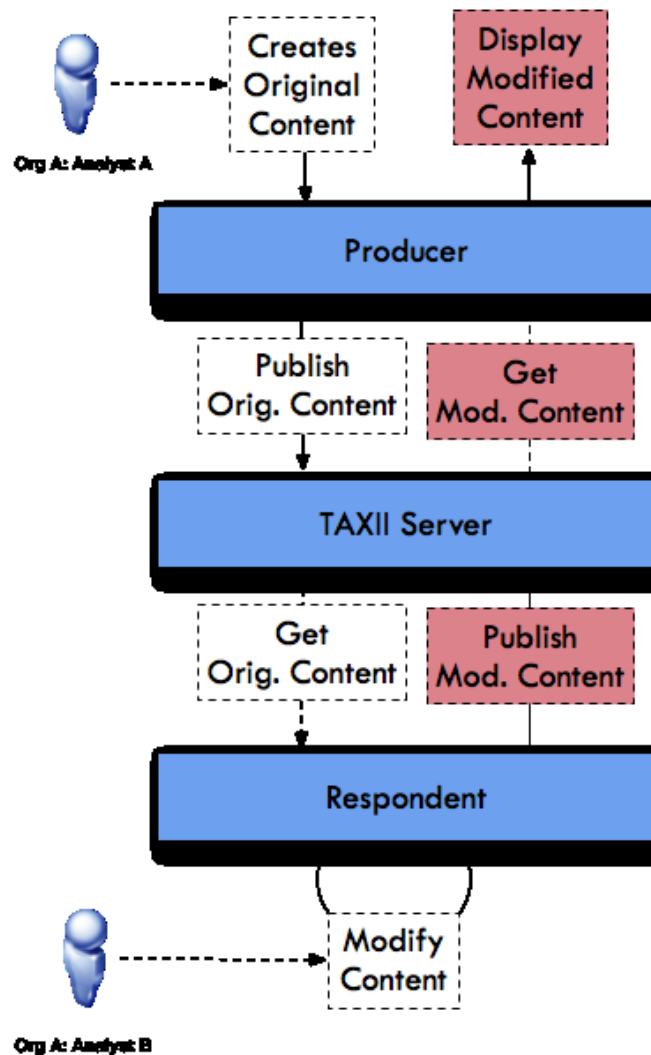 Creates
Original
Content
Display
Modified
Content
Org A: Analyst A
Producer
Publish
Orig. Content
Get
Mod. Content
TAXII Server
Get
Orig. Content
Publish
Mod. Content
Respondent
Modify
Content
Org A: Analyst B